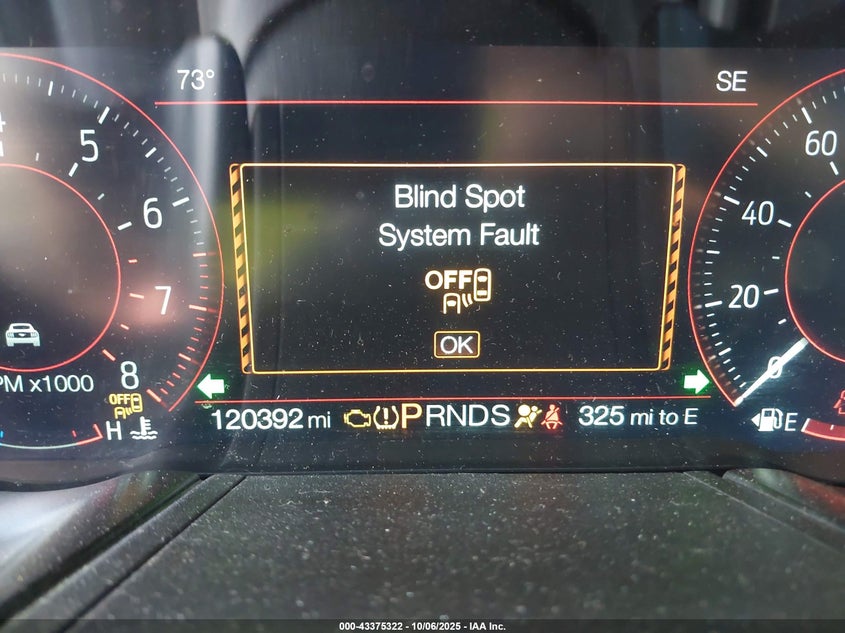 73° SE
4
5
6
7
8
60
40
20
0
Blind Spot
System Fault
OFF
OK
PM x1000
OFF
H
120392 mi PRNDS 325 mi to E
E
000-43375322 - 10/06/2025 - IAA Inc.